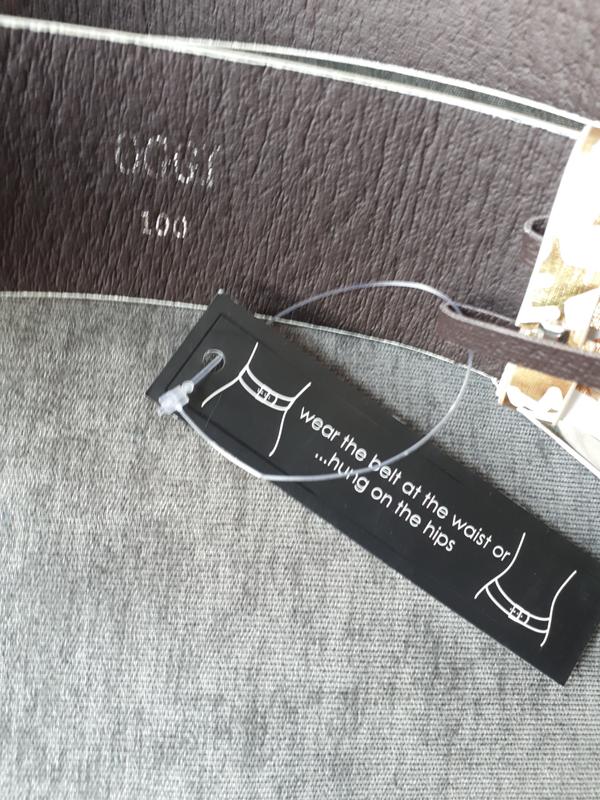 OGGI
100
wear the belt at the waist or
...hung on the hips